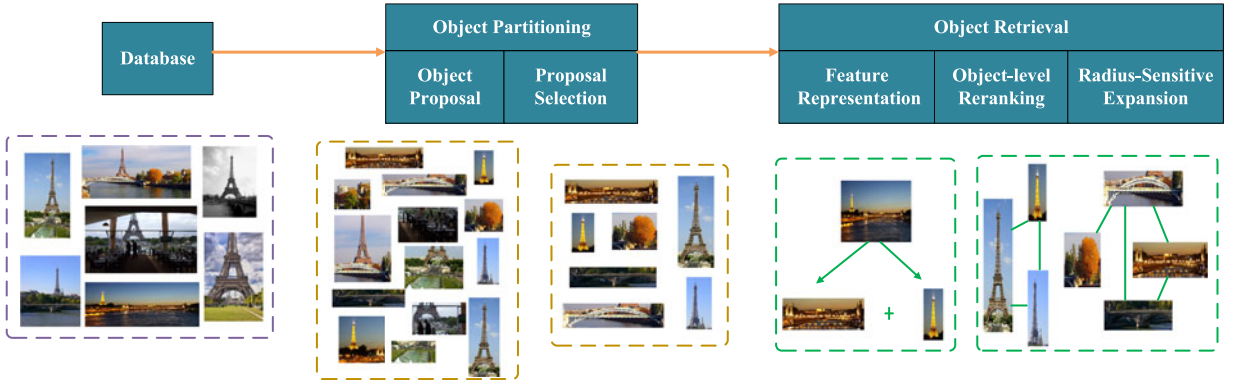 Database
Object Partitioning
Object
Proposal
Proposal
Selection
Object Retrieval
Feature
Representation
Object-level
Reranking
Radius-Sensitive
Expansion
+